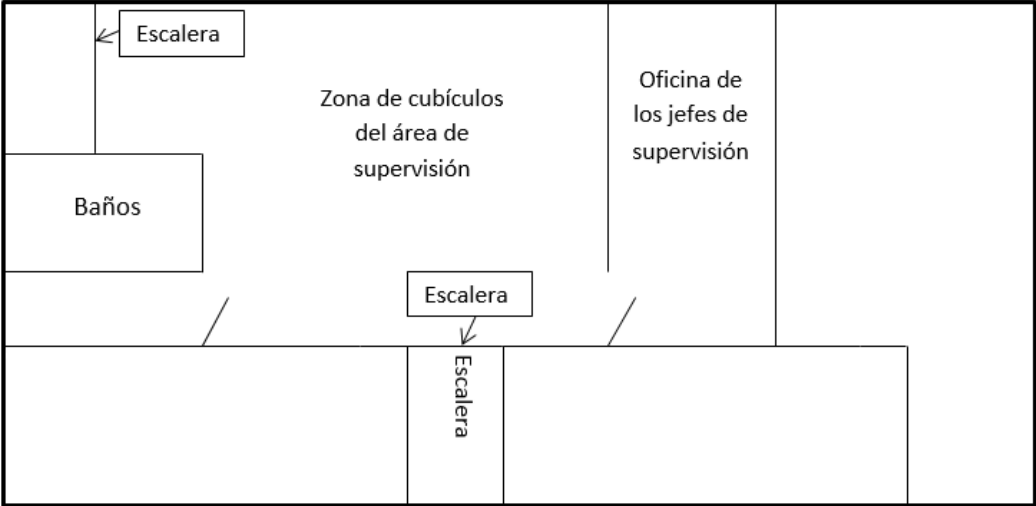 Escalera
Zona de cubículos
del área de
supervisión
Oficina de
los jefes de
supervisión
Baños
Escalera
Escalera